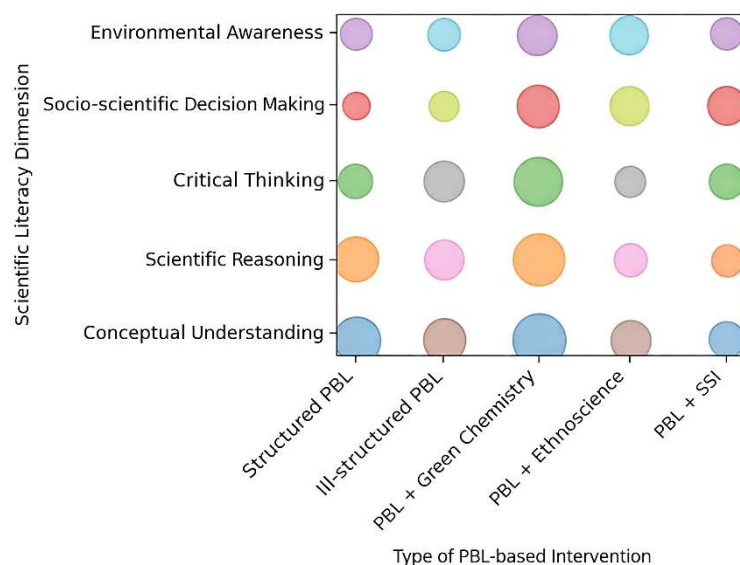 Environmental Awareness
Socio-scientific Decision Making
Critical Thinking
Scientific Reasoning
Conceptual Understanding
Scientific Literacy Dimension
Structured PBL
Ill-structured PBL
PBL + Green Chemistry
PBL + Ethnoscience
PBL + SSI
Type of PBL-based Intervention